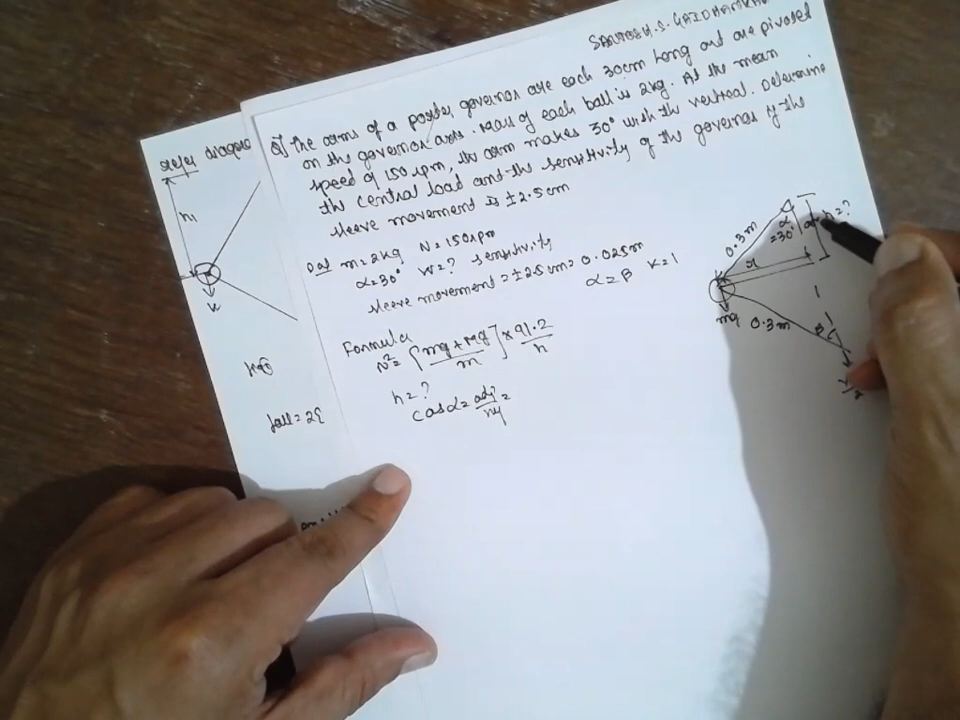 SANTOSH.S.
Q] The arms of a porter governor are each 30cm long and are pivoted
on the governor axis. Mass of each ball is 2kg. At the mean
speed of 150 rpm, the arm makes 30° with the vertical. Determine
the central load and the sensitivity of the governor if the
sleeve movement is ±2.5cm
refer diagram
Dat m=2kg N=150rpm
α=30° W=? sensitivity
sleeve movement = ±2.5cm = 0.025m
α=β K=1
Formula
N²= [mg+Mg/m] × 91.2/h
h=?
cosα = adj/hy =
0.3m
α
=30°
h=?
r
mg
0.3m
β